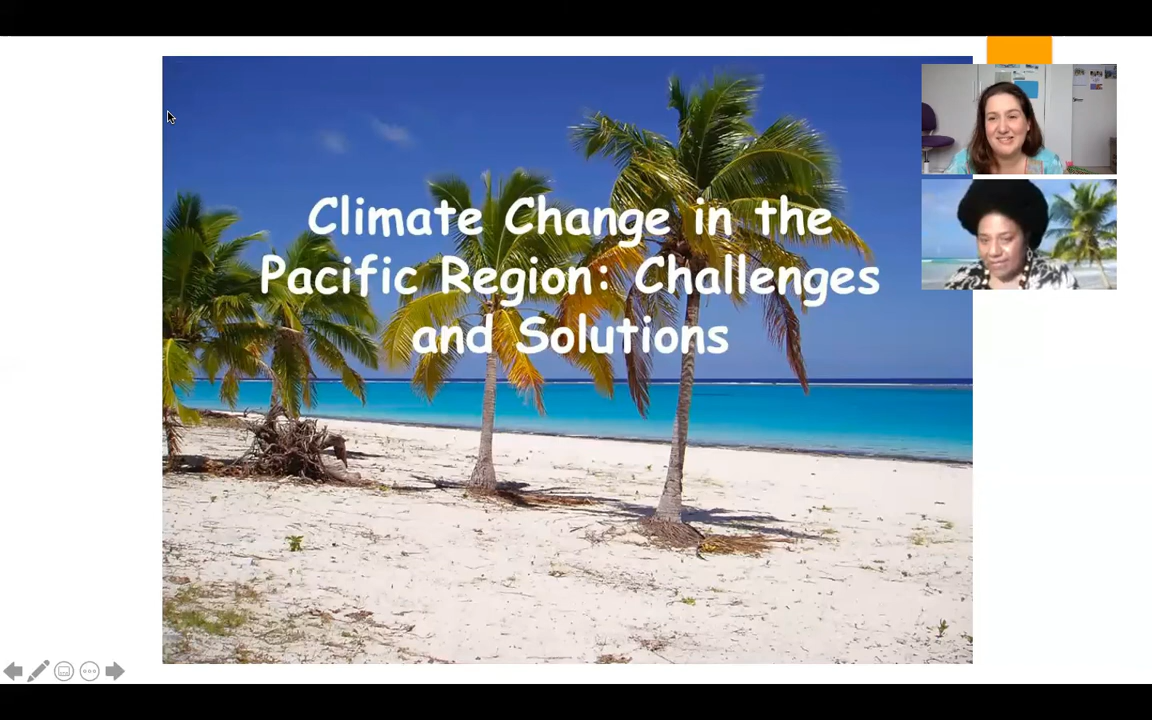 Climate Change in the
Pacific Region: Challenges
and Solutions